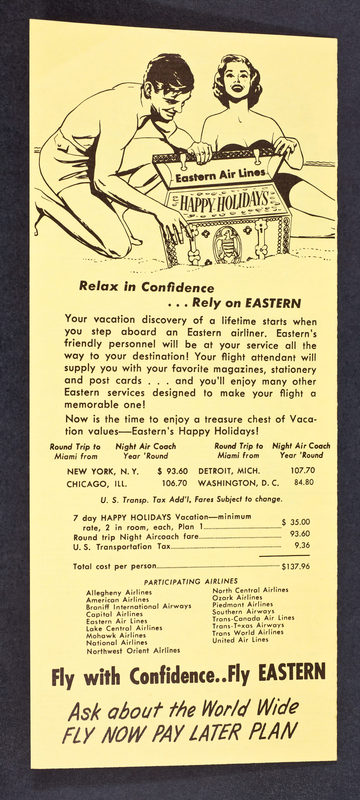 Eastern Air Lines
HAPPY HOLIDAYS
Relax in Confidence
. . . Rely on EASTERN
Your vacation discovery of a lifetime starts when
you step aboard an Eastern airliner. Eastern's
friendly personnel will be at your service all the
way to your destination! Your flight attendant will
supply you with your favorite magazines, stationery
and post cards . . . and you'll enjoy many other
Eastern services designed to make your flight a
memorable one!
Now is the time to enjoy a treasure chest of Vaca-
tion values—Eastern's Happy Holidays!
Round Trip to Night Air Coach Round Trip to Night Air Coach
Miami from Year 'Round Miami from Year 'Round
NEW YORK, N. Y. $ 93.60 DETROIT, MICH. 107.70
CHICAGO, ILL. 106.70 WASHINGTON, D. C. 84.80
U. S. Transp. Tax Add'l, Fares Subject to change.
7 day HAPPY HOLIDAYS Vacation—minimum
rate, 2 in room, each, Plan 1 $ 35.00
Round trip Night Aircoach fare 93.60
U. S. Transportation Tax 9.36
Total cost per person $137.96
PARTICIPATING AIRLINES
Allegheny Airlines
American Airlines
Braniff International Airways
Capital Airlines
Eastern Air Lines
Lake Central Airlines
Mohawk Airlines
National Airlines
Northwest Orient Airlines
North Central Airlines
Ozark Airlines
Piedmont Airlines
Southern Airways
Trans-Canada Air Lines
Trans-Texas Airways
Trans World Airlines
United Air Lines
Fly with Confidence..Fly EASTERN
Ask about the World Wide
FLY NOW PAY LATER PLAN